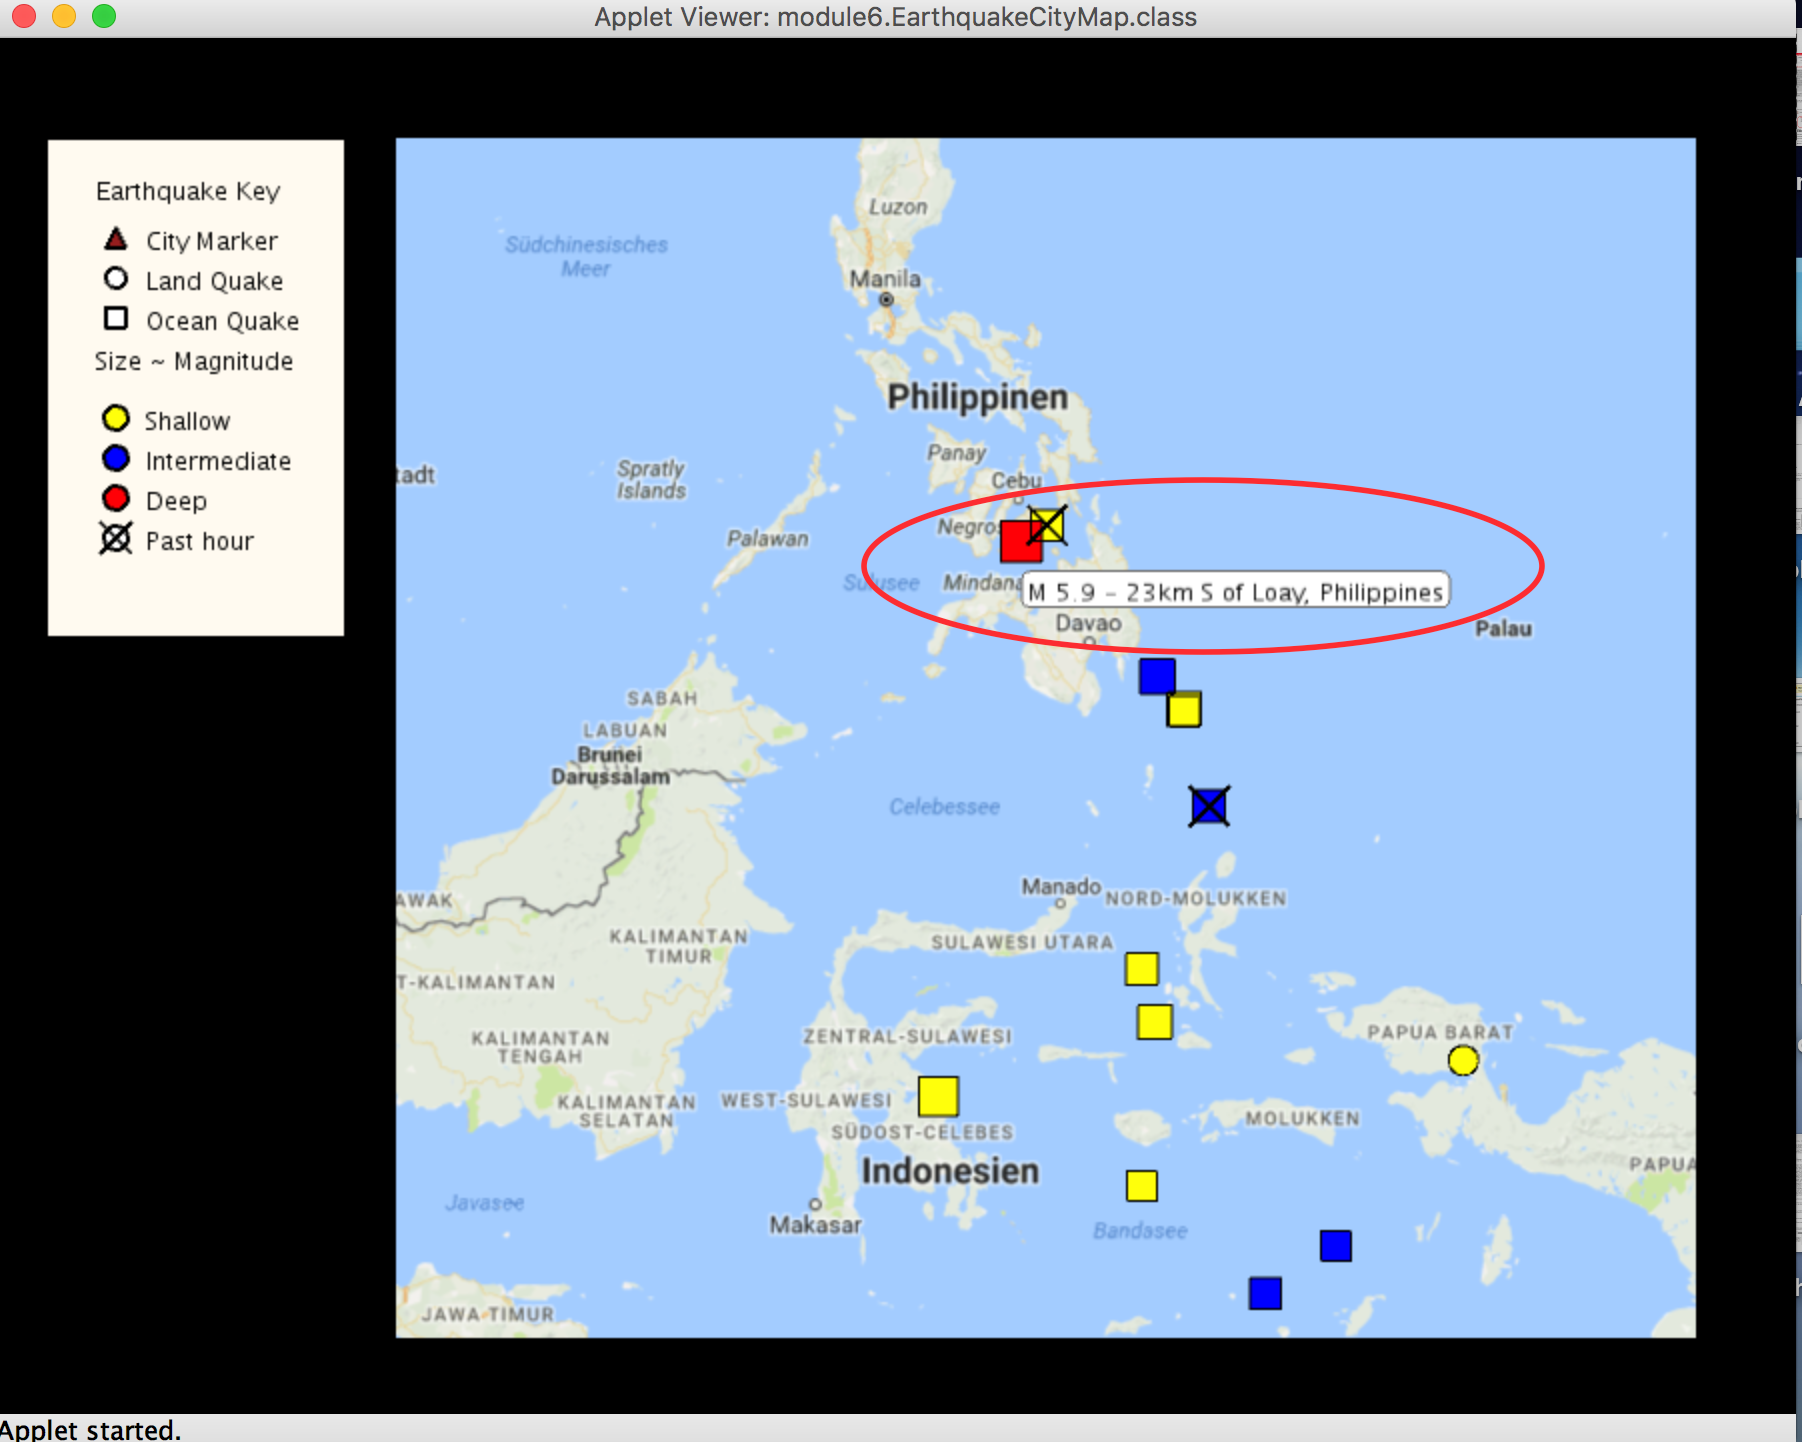 Applet Viewer: module6.EarthquakeCityMap.class
Earthquake Key
City Marker
Land Quake
Ocean Quake
Size ~ Magnitude
Shallow
Intermediate
Deep
Past hour
Luzon
Südchinesisches
Meer
Manila
Philippinen
Panay
tadt
Spratly
Islands
Cebu
Negros
Palawan
Sulusee
Mindana
M 5.9 - 23km S of Loay, Philippines
Davao
Palau
SABAH
LABUAN
Brunei
Darussalam
Celebessee
Manado
NORD-MOLUKKEN
AWAK
KALIMANTAN
TIMUR
SULAWESI UTARA
T-KALIMANTAN
KALIMANTAN
TENGAH
ZENTRAL-SULAWESI
PAPUA BARAT
KALIMANTAN
SELATAN
WEST-SULAWESI
SÜDOST-CELEBES
MOLUKKEN
Indonesien
PAPUA
Javasee
Makasar
Bandasee
JAWA TIMUR
Applet started.